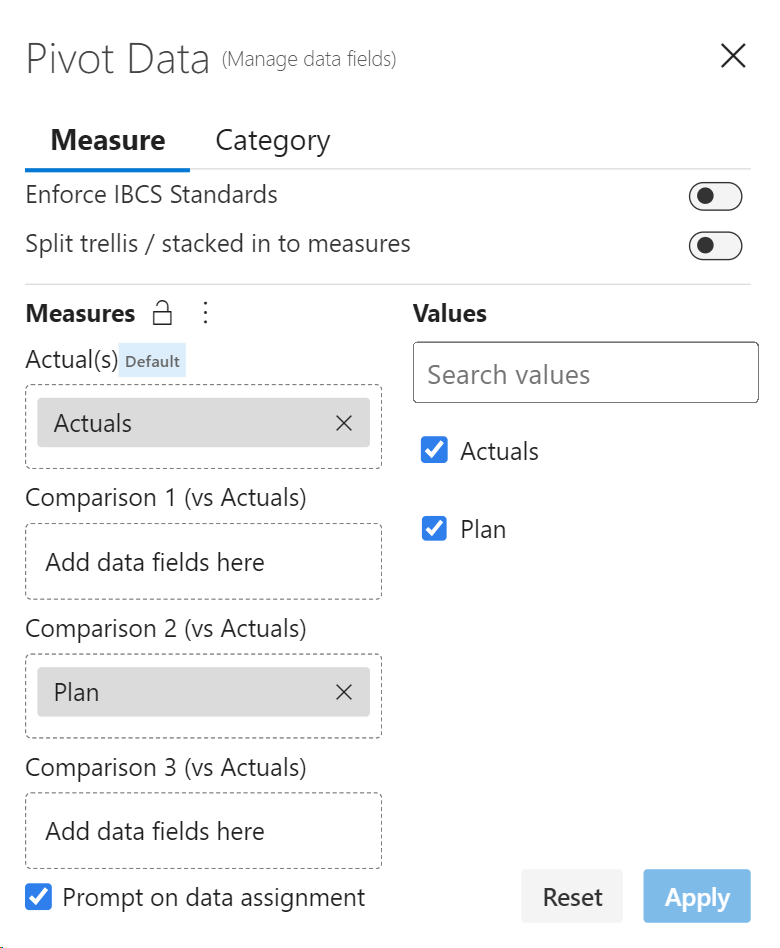 Pivot Data (Manage data fields)
Measure Category
Enforce IBCS Standards
Split trellis / stacked in to measures
Measures
Values
Actual(s) Default
Search values
Actuals
Actuals
Comparison 1 (vs Actuals)
Plan
Add data fields here
Comparison 2 (vs Actuals)
Plan
Comparison 3 (vs Actuals)
Add data fields here
Prompt on data assignment
Reset Apply